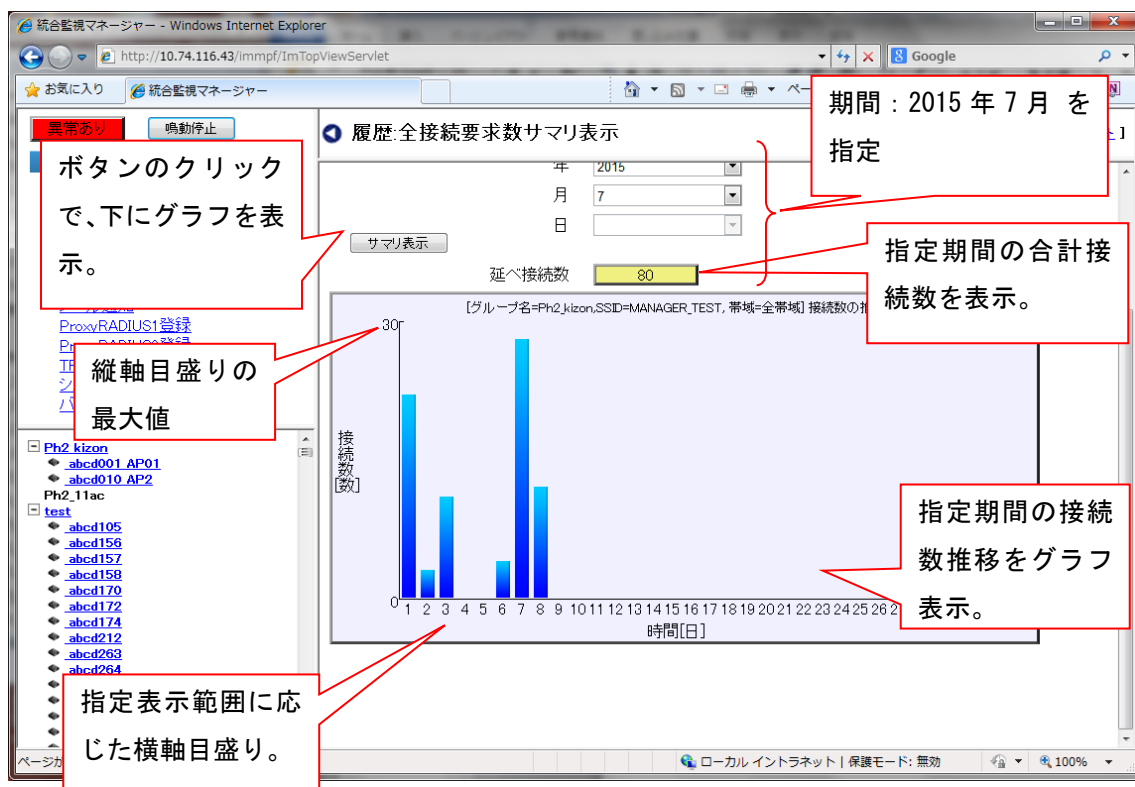 統合監視マネージャー - Windows Internet Explorer
http://10.74.116.43/immpf/ImTopViewServlet
Google
お気に入り
統合監視マネージャー
ペー
期間：2015 年 7 月 を
指定
異常あり
鳴動停止
履歴:全接続要求数サマリ表示
]
ボタンのクリック
で、下にグラフを表
示。
年
2015
月
7
日
サマリ表示
延べ接続数
80
指定期間の合計接
続数を表示。
ProxyRADIUS1登録
縦軸目盛りの
最大値
[グループ名=Ph2_kizon,SSID=MANAGER_TEST, 帯域=全帯域] 接続数の
30
接続数[数]
0
1 2 3 4 5 6 7 8 9 10 11 12 13 14 15 16 17 18 19 20 21 22 23 24 25 26 2
時間[日]
指定期間の接続
数推移をグラフ
表示。
Ph2 kizon
abcd001 AP01
abcd010 AP2
Ph2_11ac
test
abcd105
abcd156
abcd157
abcd158
abcd170
abcd172
abcd174
abcd212
abcd263
abcd264
指定表示範囲に応
じた横軸目盛り。
ページが
ローカル イントラネット | 保護モード: 無効
100%